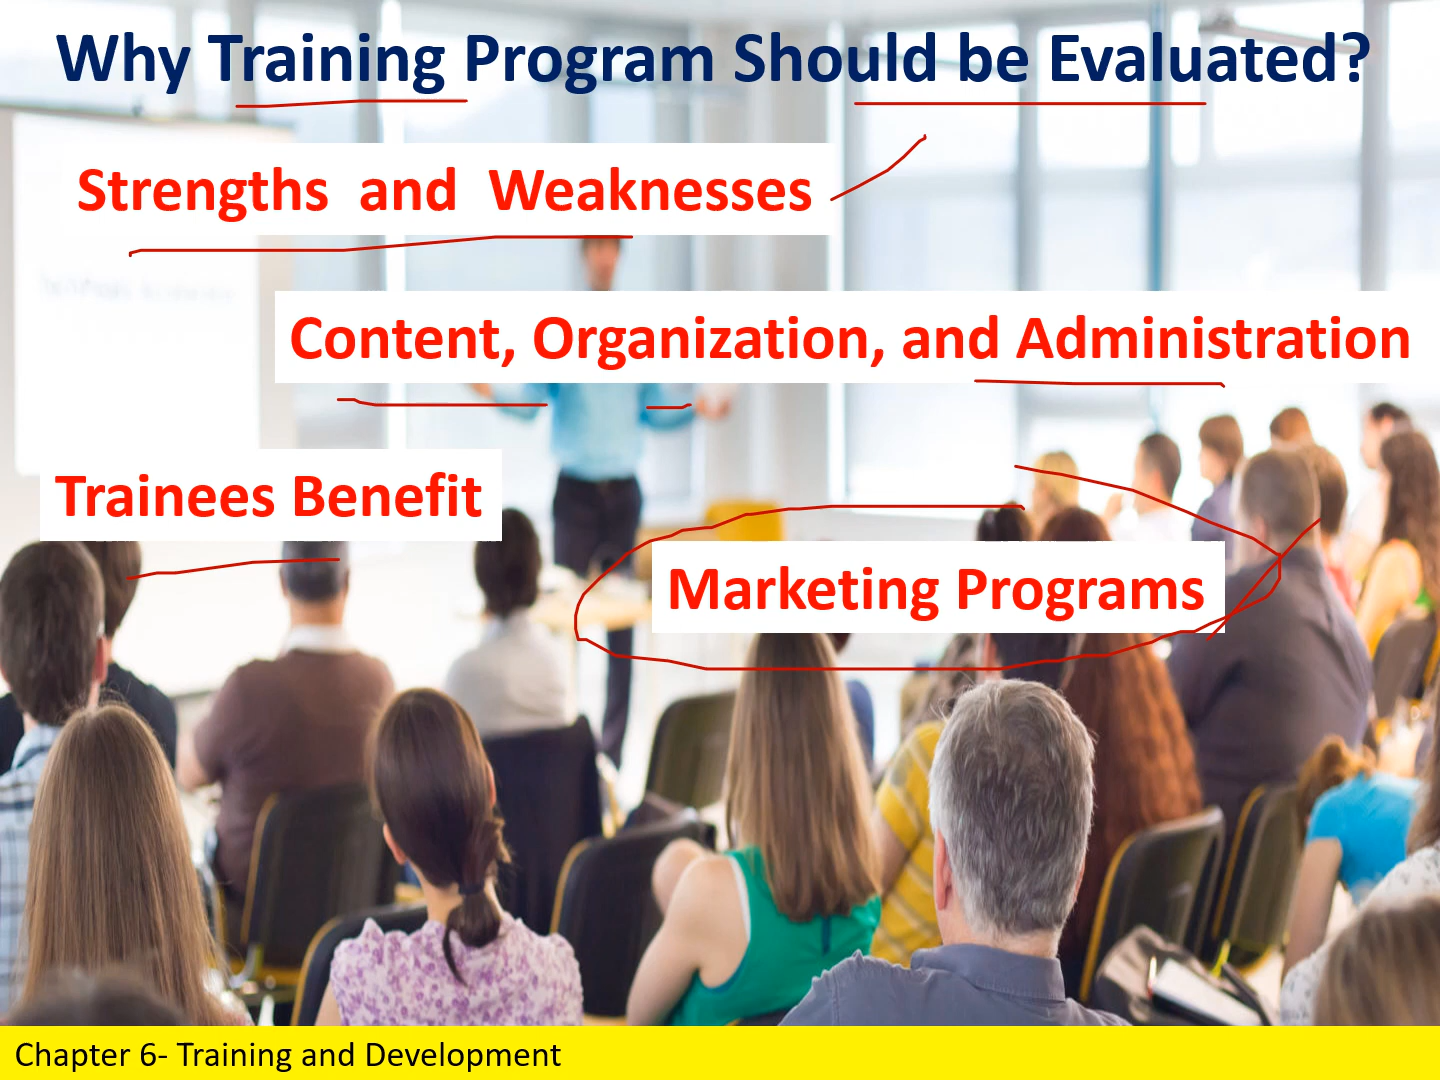 Why Training Program Should be Evaluated?
Strengths and Weaknesses
Content, Organization, and Administration
Trainees Benefit
Marketing Programs
Chapter 6- Training and Development